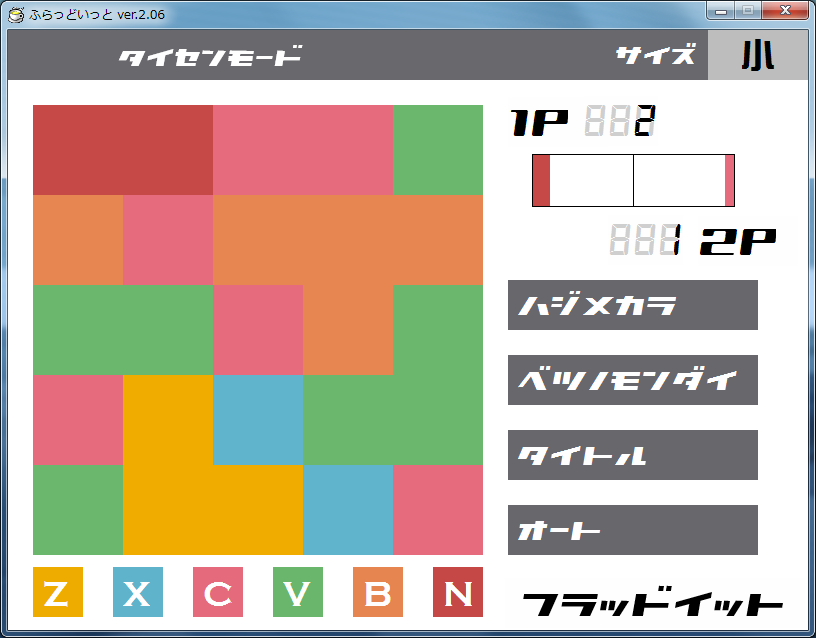 ふらっどいっと ver.2.06
タイセンモード サイズ 小
1P 2
1 2P
ハジメカラ
ベツノモンダイ
タイトル
オート
Z X C V B N
フラッドイット